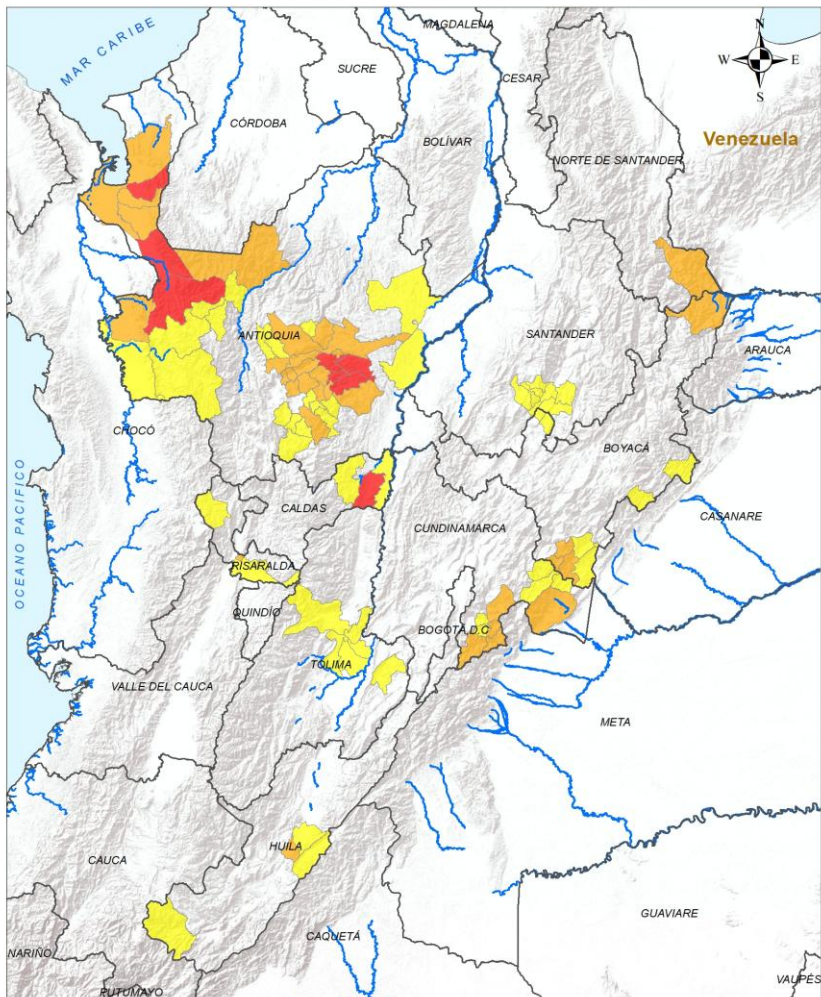 MAGDALENA
N
MAR CARIBE
SUCRE
W
E
CESAR
S
CÓRDOBA
BOLÍVAR
Venezuela
NORTE DE SANTANDER
ANTIOQUIA
SANTANDER
ARAUCA
CHOCÓ
BOYACÁ
OCEANO PACIFICO
CALDAS
CASANARE
CUNDINAMARCA
RISARALDA
QUINDÍO
BOGOTÁ D.C
TOLIMA
VALLE DEL CAUCA
META
HUILA
CAUCA
GUAVIARE
CAQUETÁ
NARIÑO
VAUPÉS
PUTUMAYO